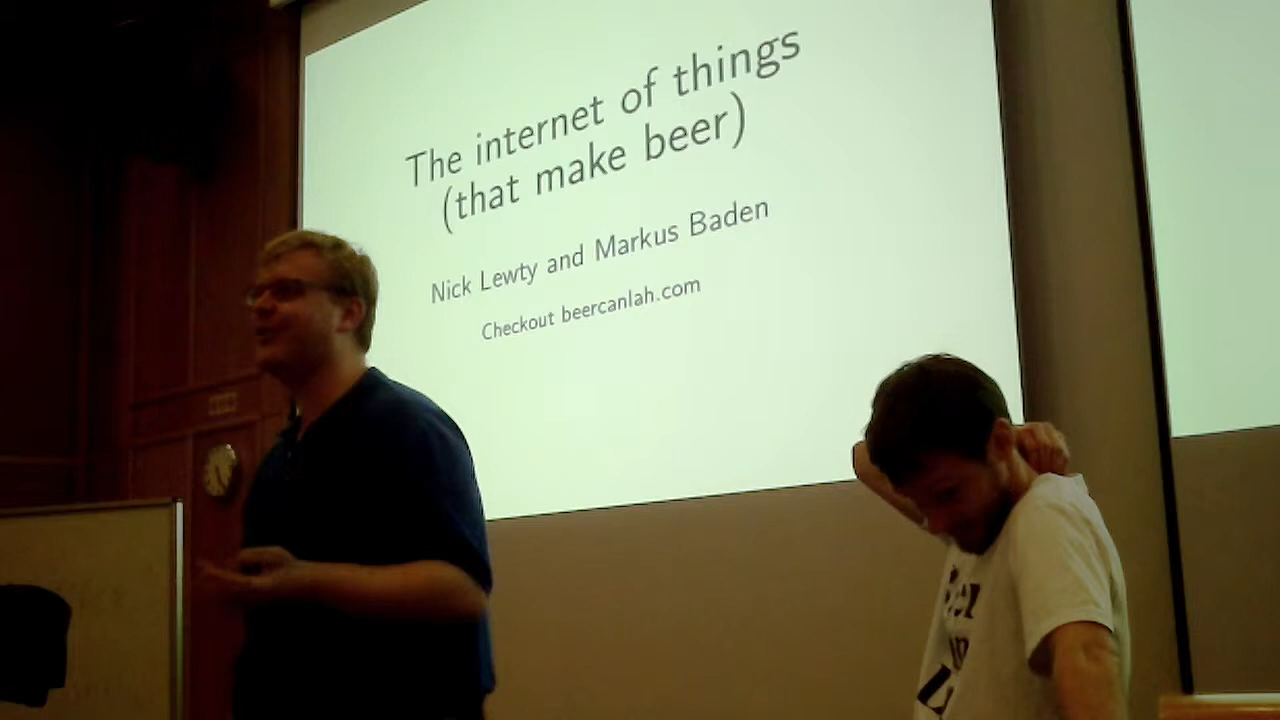 The internet of things
(that make beer)
Nick Lewty and Markus Baden
Checkout beercanlah.com